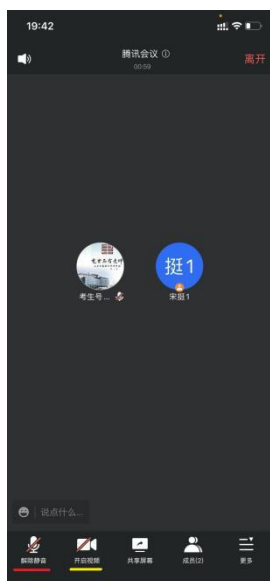 19:42
腾讯会议
00:59
离开
挺1
考生号...
宋挺1
说点什么...
解除静音
开启视频
共享屏幕
成员(2)
更多